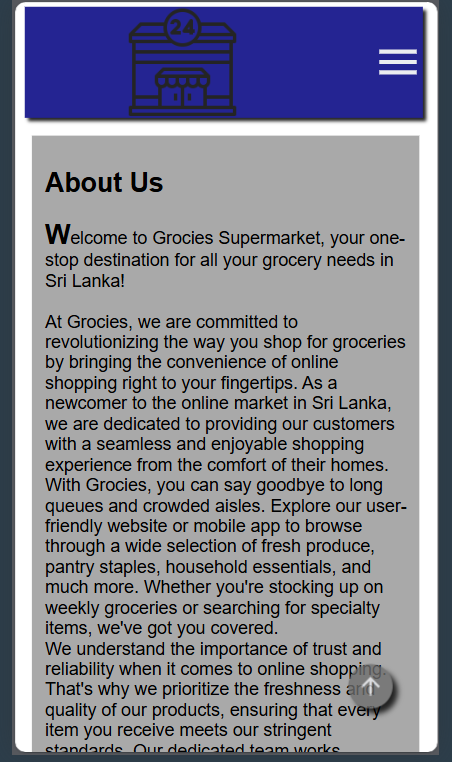 24
About Us
Welcome to Grocies Supermarket, your one-
stop destination for all your grocery needs in
Sri Lanka!
At Grocies, we are committed to
revolutionizing the way you shop for groceries
by bringing the convenience of online
shopping right to your fingertips. As a
newcomer to the online market in Sri Lanka,
we are dedicated to providing our customers
with a seamless and enjoyable shopping
experience from the comfort of their homes.
With Grocies, you can say goodbye to long
queues and crowded aisles. Explore our user-
friendly website or mobile app to browse
through a wide selection of fresh produce,
pantry staples, household essentials, and
much more. Whether you're stocking up on
weekly groceries or searching for specialty
items, we've got you covered.
We understand the importance of trust and
reliability when it comes to online shopping.
That's why we prioritize the freshness and
quality of our products, ensuring that every
item you receive meets our stringent
standards. Our dedicated team works